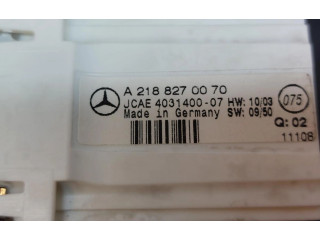 A 218 827 00 70
JCAE 4031400-07 HW: 10/03
Made in Germany SW: 09/50
075
Q: 02
11108